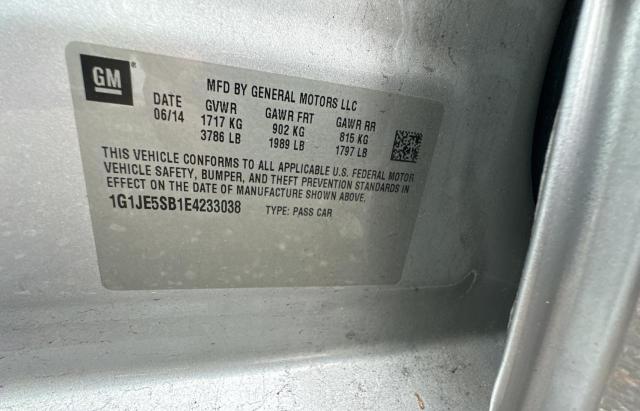 GM
®
MFD BY GENERAL MOTORS LLC
DATE GVWR GAWR FRT GAWR RR
06/14 1717 KG 902 KG 815 KG
3786 LB 1989 LB 1797 LB
THIS VEHICLE CONFORMS TO ALL APPLICABLE U.S. FEDERAL MOTOR
VEHICLE SAFETY, BUMPER, AND THEFT PREVENTION STANDARDS IN
EFFECT ON THE DATE OF MANUFACTURE SHOWN ABOVE.
1G1JE5SB1E4233038 TYPE: PASS CAR